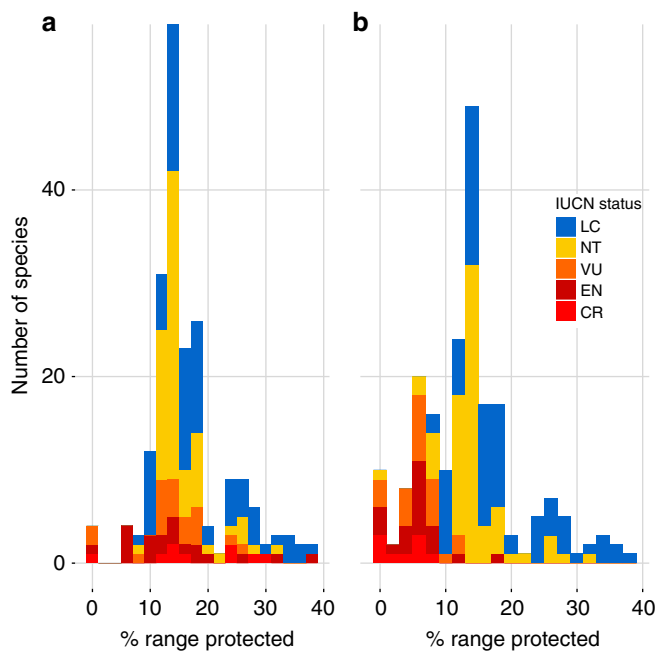 a
b
Number of species
40
20
0
IUCN status
LC
NT
VU
EN
CR
0 10 20 30 40
0 10 20 30 40
% range protected
% range protected